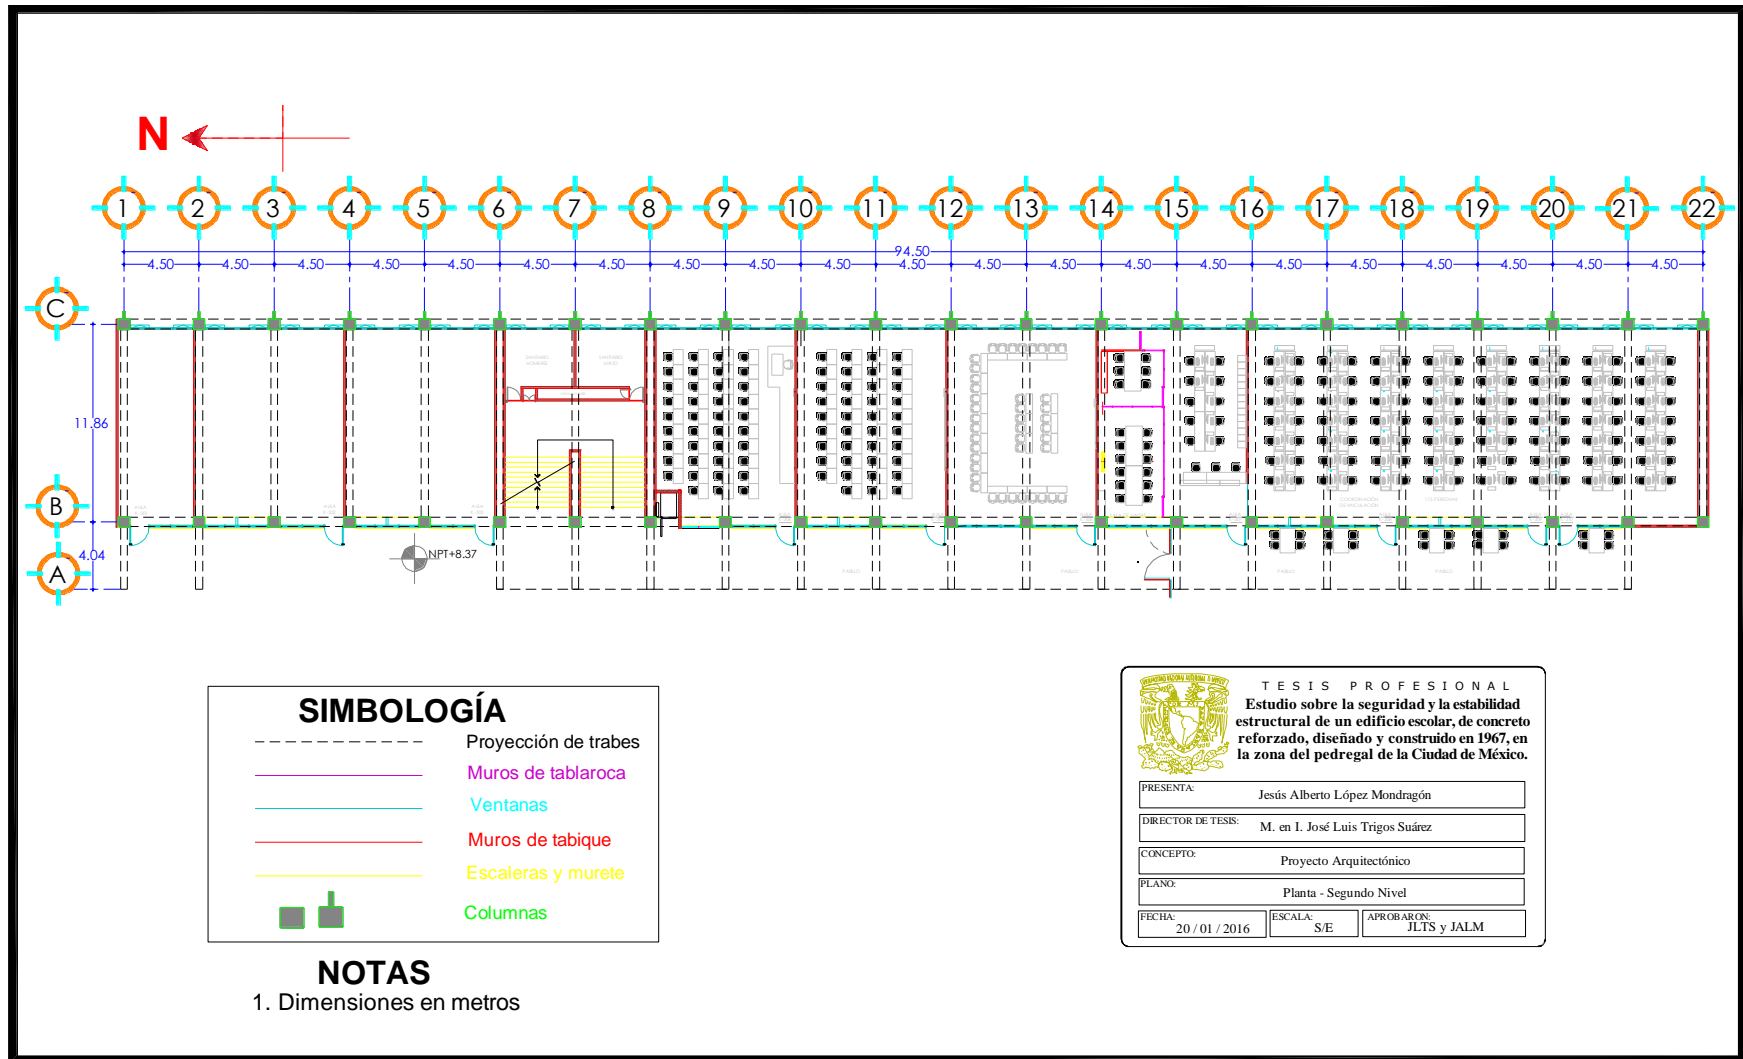 N
1 2 3 4 5 6 7 8 9 10 11 12 13 14 15 16 17 18 19 20 21 22
94.50
4.50 4.50 4.50 4.50 4.50 4.50 4.50 4.50 4.50 4.50 4.50 4.50 4.50 4.50 4.50 4.50 4.50 4.50 4.50 4.50 4.50
C
SANITARIO
HOMBRE
SANITARIO
11.86
B
COORDINACIÓN
DE VINCULACIÓN
4.04
NPT+8.37
A
SIMBOLOGÍA
Proyección de trabes
Muros de tablaroca
Ventanas
Muros de tabique
Escaleras y murete
Columnas
NOTAS
1. Dimensiones en metros
TESIS PROFESIONAL
Estudio sobre la seguridad y la estabilidad
estructural de un edificio escolar, de concreto
reforzado, diseñado y construido en 1967, en
la zona del pedregal de la Ciudad de México.
PRESENTA: Jesús Alberto López Mondragón
DIRECTOR DE TESIS: M. en I. José Luis Trigos Suárez
CONCEPTO: Proyecto Arquitectónico
PLANO: Planta - Segundo Nivel
FECHA: 20 / 01 / 2016
ESCALA: S/E
APROBARON: JLTS y JALM